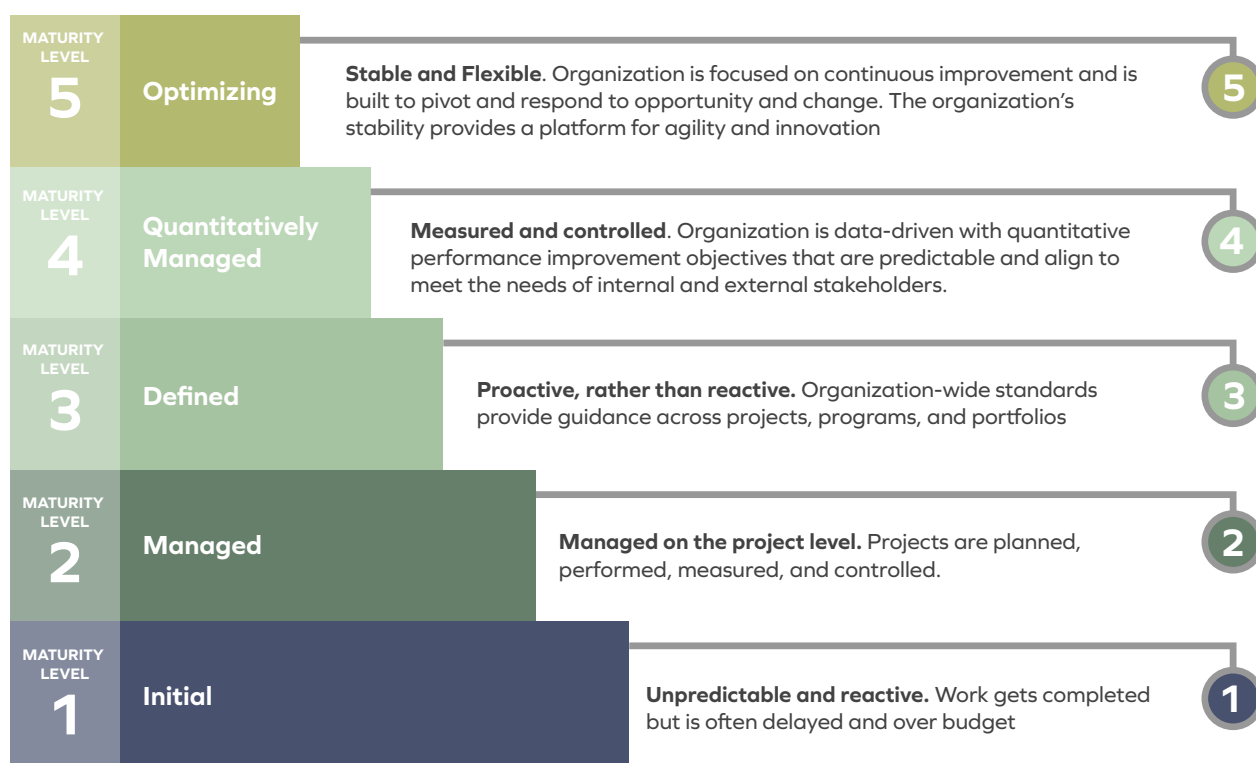 MATURITY
LEVEL
5
Optimizing
Stable and Flexible. Organization is focused on continuous improvement and is
built to pivot and respond to opportunity and change. The organization's
stability provides a platform for agility and innovation
5
MATURITY
LEVEL
4
Quantitatively
Managed
Measured and controlled. Organization is data-driven with quantitative
performance improvement objectives that are predictable and align to
meet the needs of internal and external stakeholders.
4
MATURITY
LEVEL
3
Defined
Proactive, rather than reactive. Organization-wide standards
provide guidance across projects, programs, and portfolios
3
MATURITY
LEVEL
2
Managed
Managed on the project level. Projects are planned,
performed, measured, and controlled.
2
MATURITY
LEVEL
1
Initial
Unpredictable and reactive. Work gets completed
but is often delayed and over budget
1